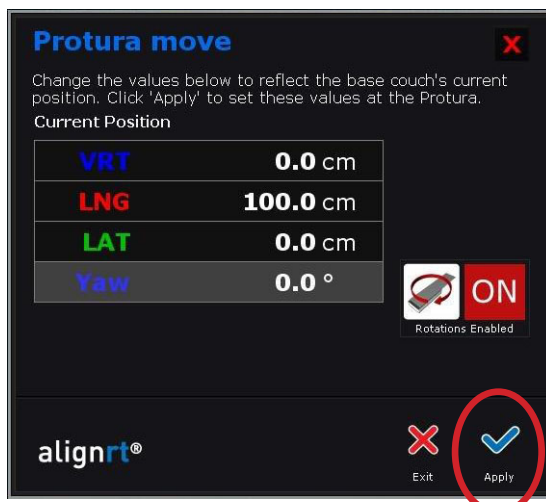 Protura move
X
Change the values below to reflect the base couch's current
position. Click 'Apply' to set these values at the Protura.
Current Position
VRT 0.0 cm
LNG 100.0 cm
LAT 0.0 cm
Yaw 0.0 °
ON
Rotations Enabled
alignrt®
Exit Apply